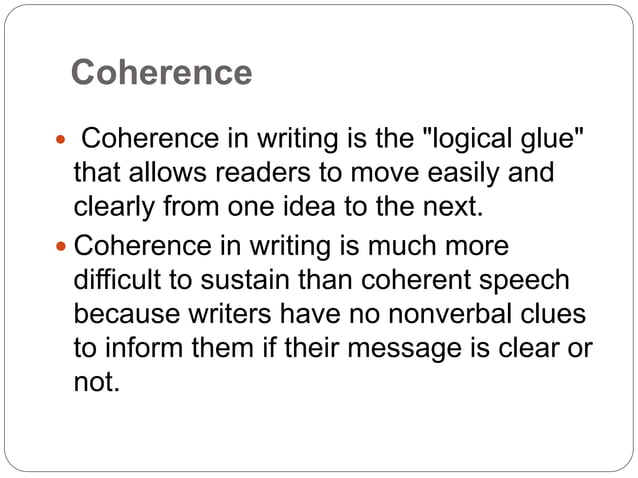 Coherence
• Coherence in writing is the "logical glue"
that allows readers to move easily and
clearly from one idea to the next.
• Coherence in writing is much more
difficult to sustain than coherent speech
because writers have no nonverbal clues
to inform them if their message is clear or
not.